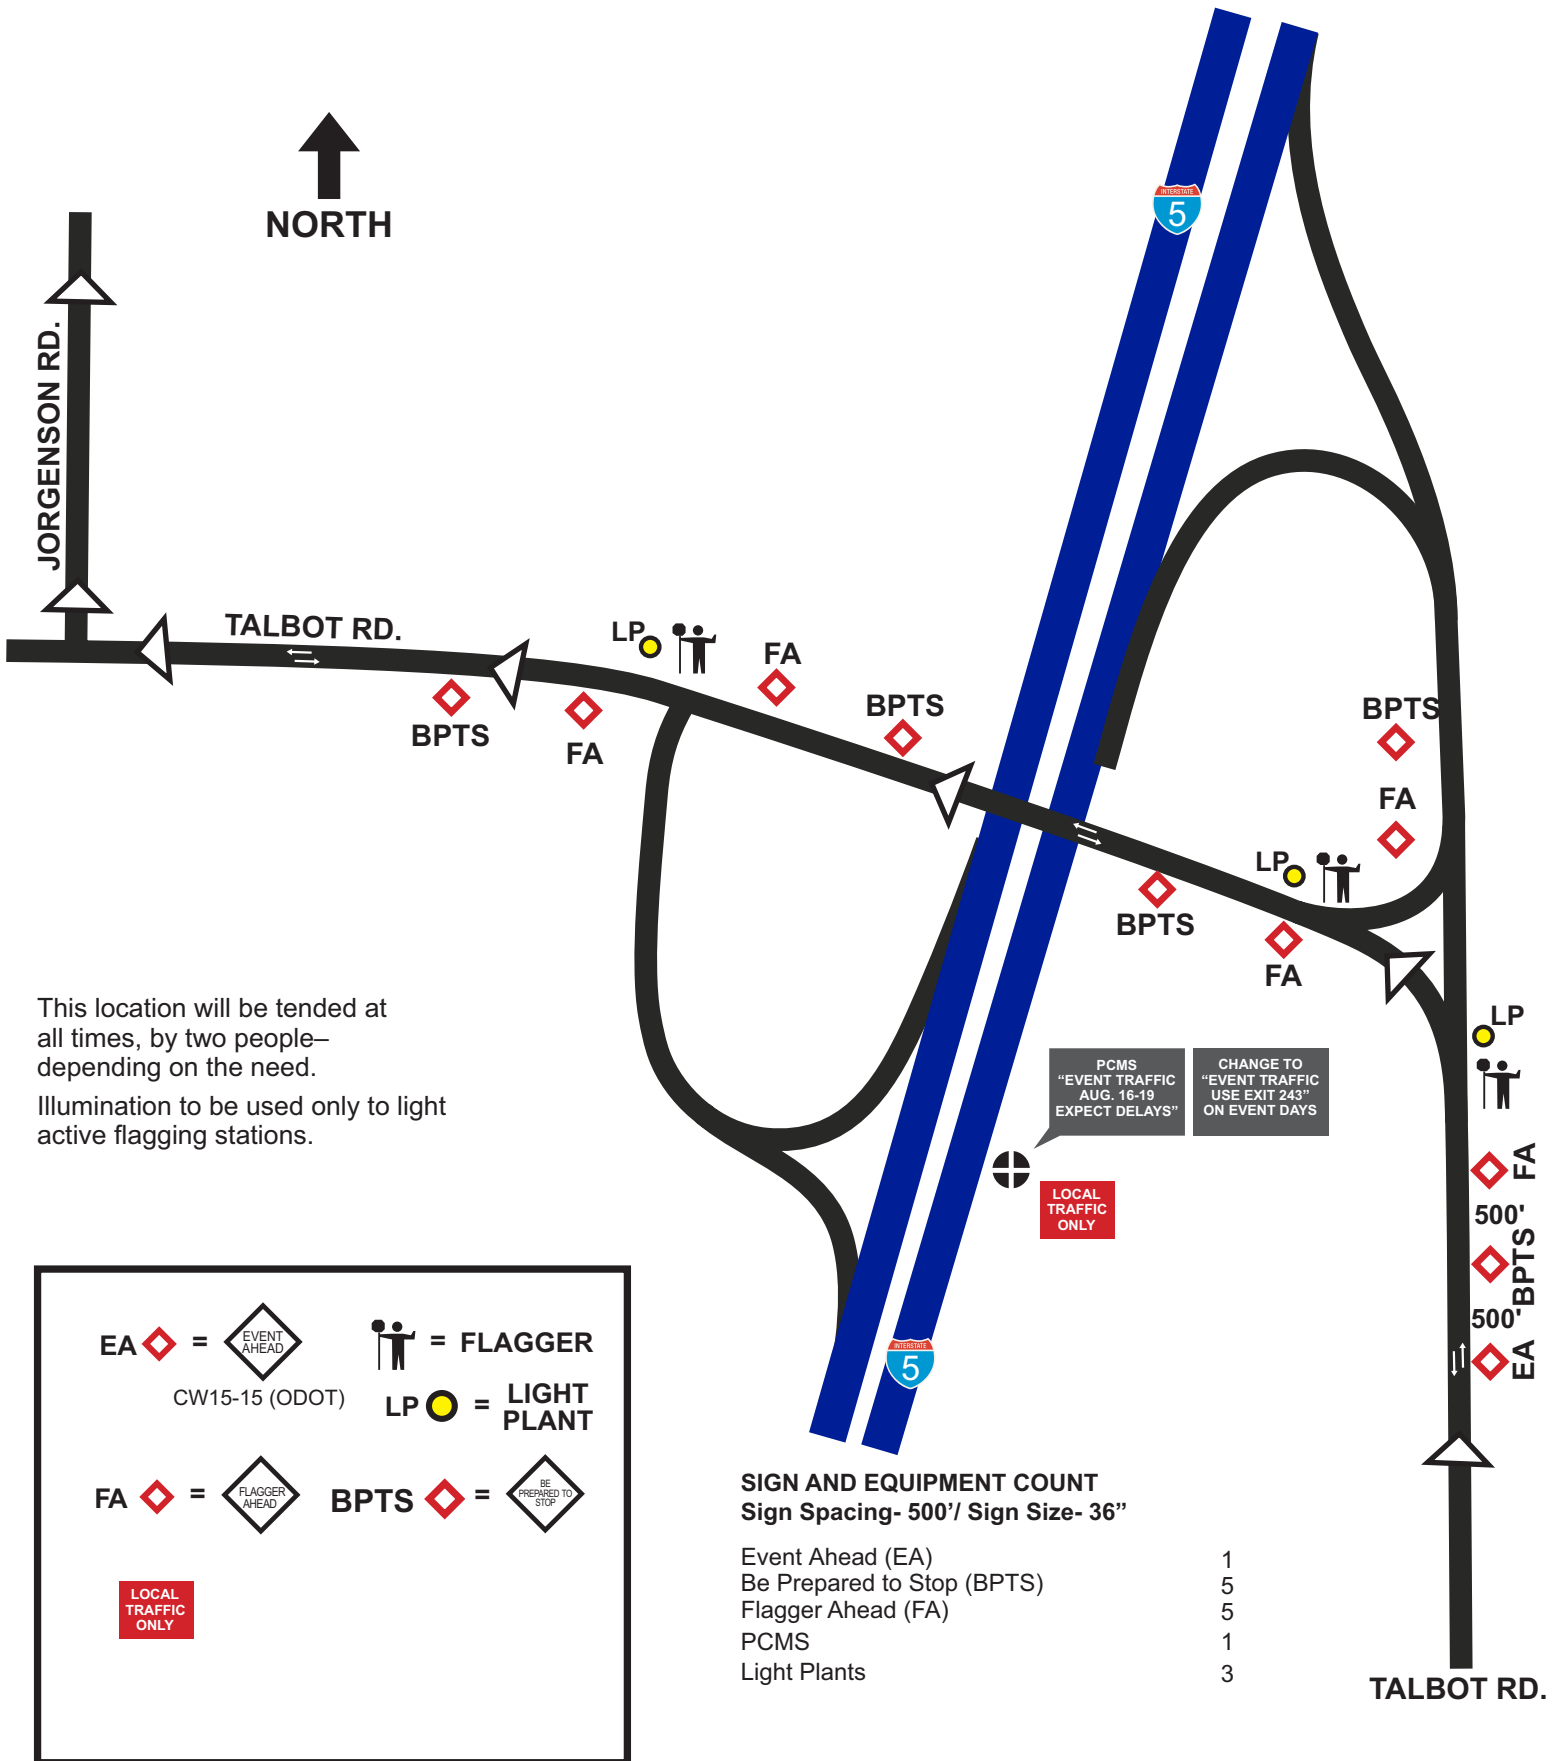 INTERSTATE
5
NORTH
JORGENSON RD.
TALBOT RD.
LP
FA
BPTS
BPTS
FA
BPTS
FA
LP
BPTS
FA
LP
FA
500'
BPTS
500'
EA
This location will be tended at
all times, by two people–
depending on the need.
Illumination to be used only to light
active flagging stations.
PCMS
“EVENT TRAFFIC
AUG. 16-19
EXPECT DELAYS”
CHANGE TO
“EVENT TRAFFIC
USE EXIT 243”
ON EVENT DAYS
LOCAL
TRAFFIC
ONLY
INTERSTATE
5
EA = EVENT
AHEAD
CW15-15 (ODOT)
= FLAGGER
LP = LIGHT
PLANT
FA = FLAGGER
AHEAD
BPTS = BE
PREPARED TO
STOP
LOCAL
TRAFFIC
ONLY
SIGN AND EQUIPMENT COUNT
Sign Spacing- 500’/ Sign Size- 36”
Event Ahead (EA) 1
Be Prepared to Stop (BPTS) 5
Flagger Ahead (FA) 5
PCMS 1
Light Plants 3
TALBOT RD.